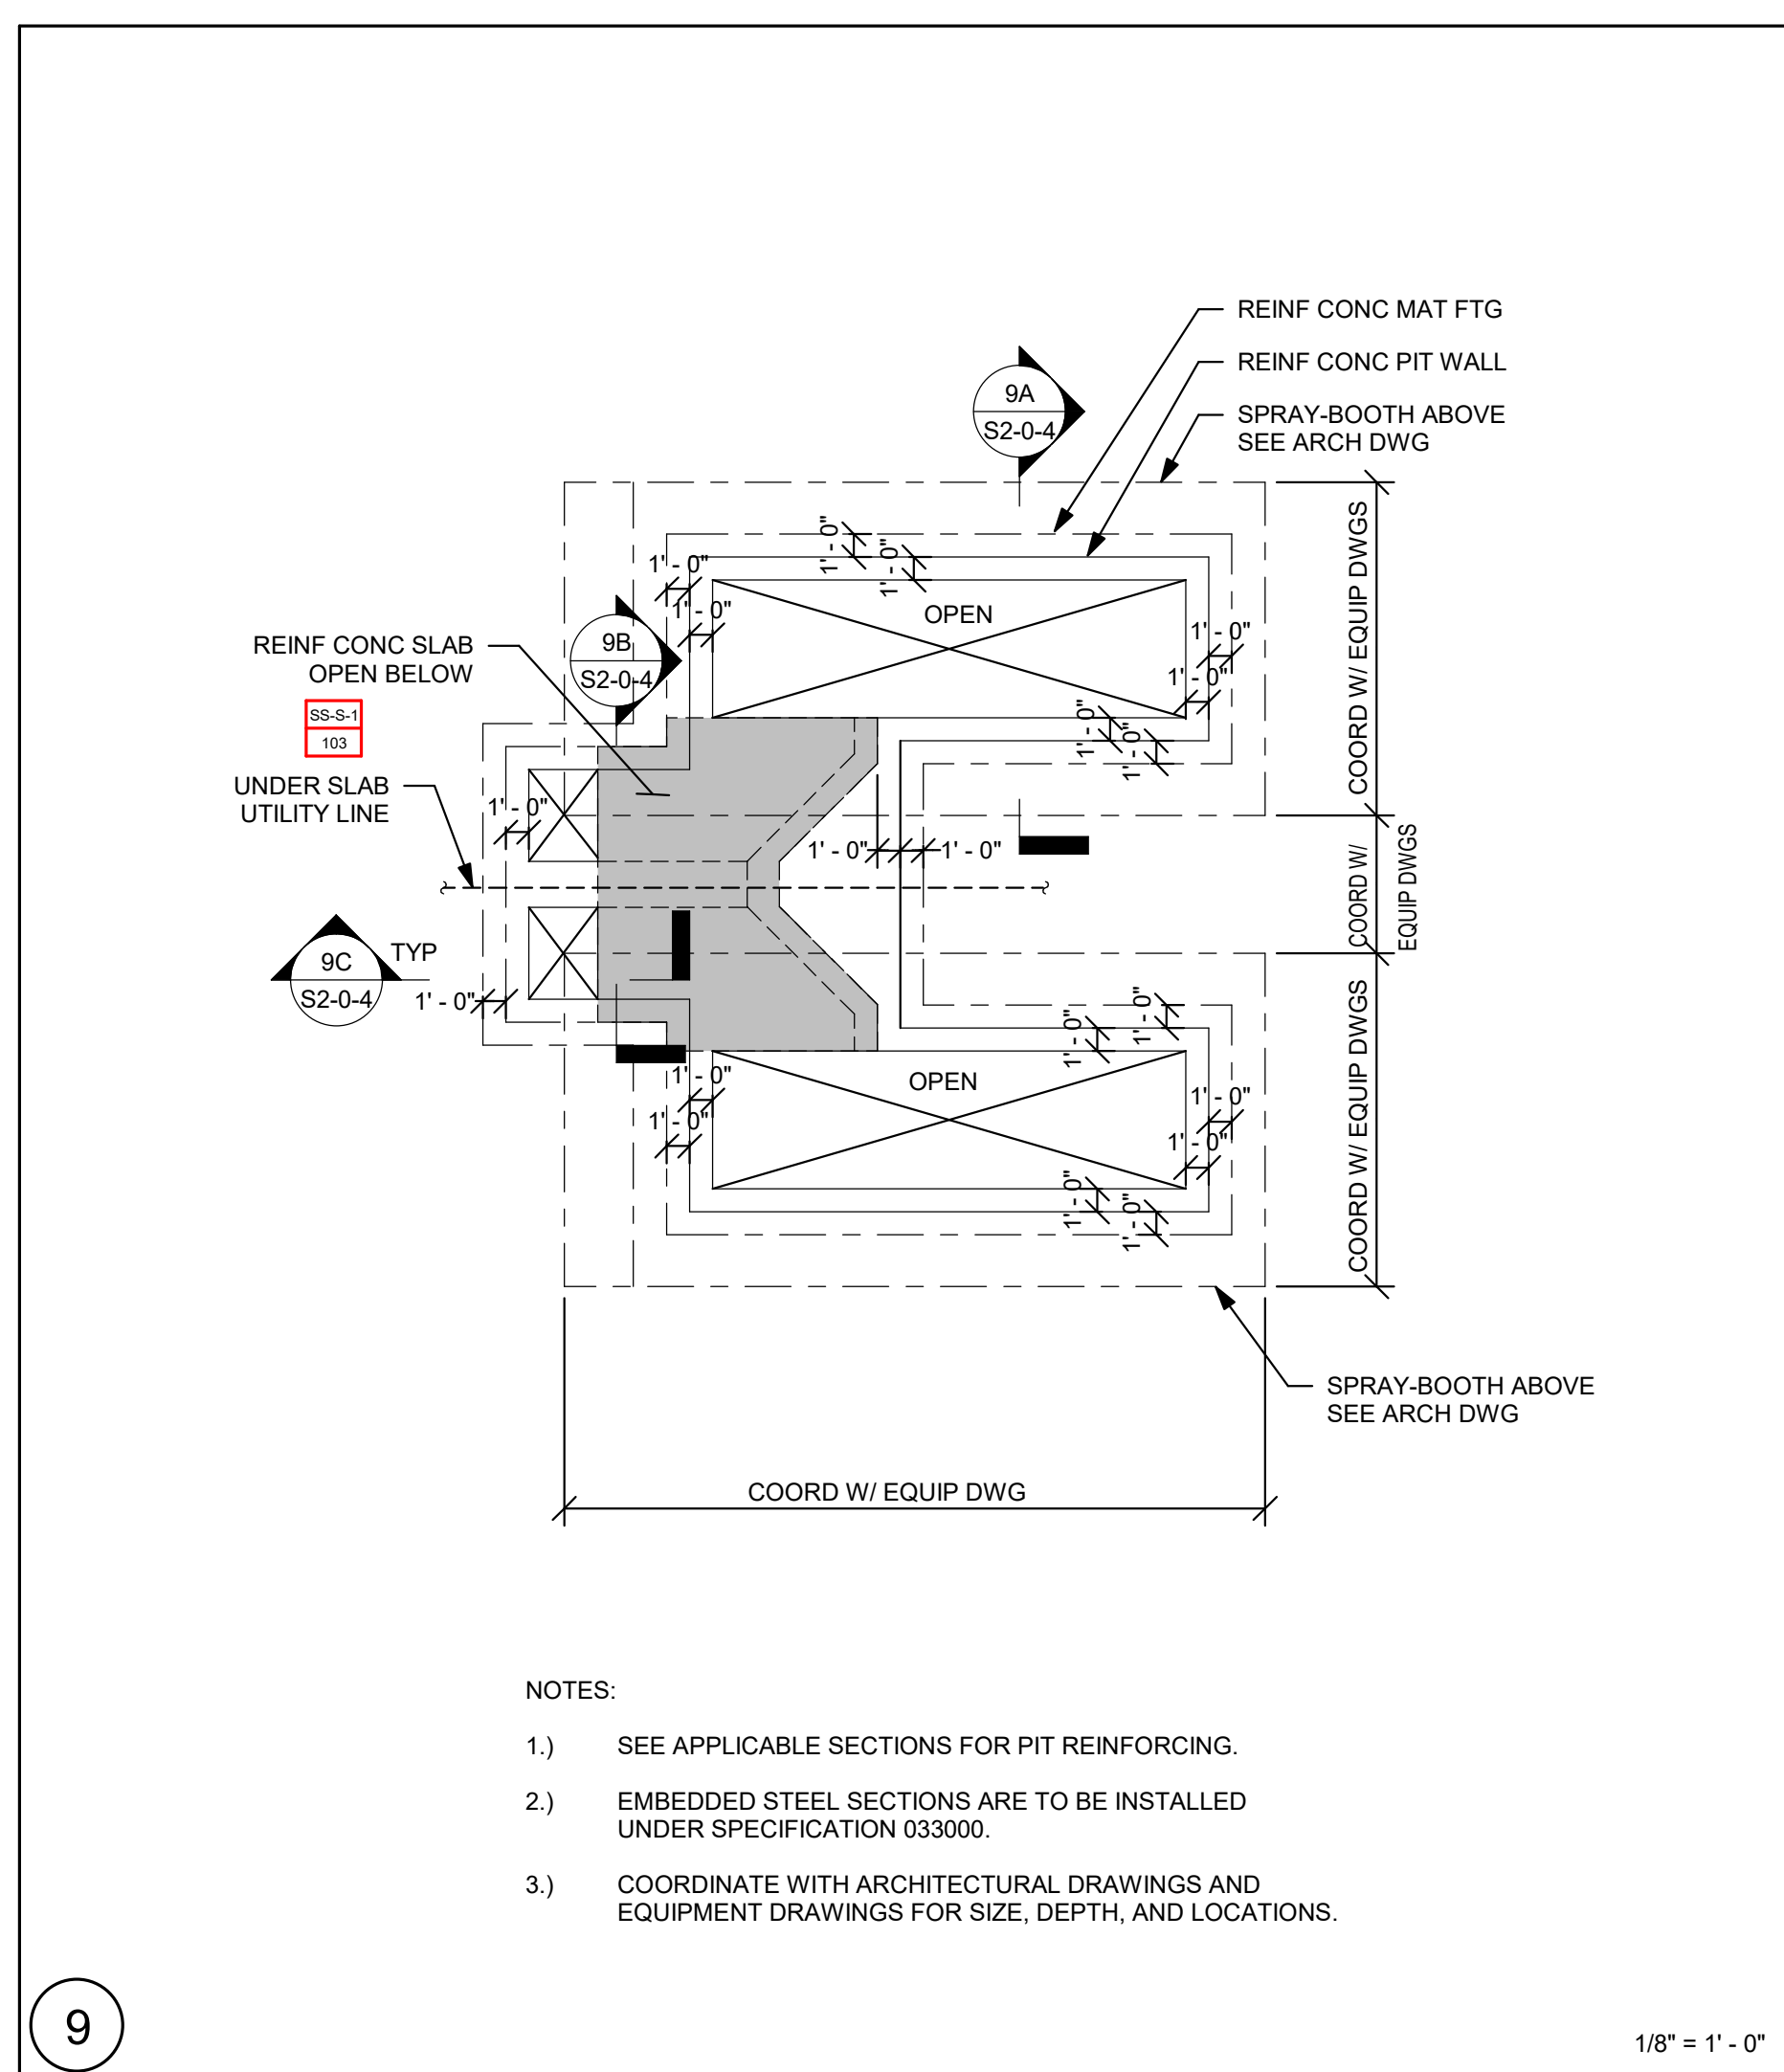 REINF CONC MAT FTG
REINF CONC PIT WALL
SPRAY-BOOTH ABOVE
SEE ARCH DWG
9A
S2-0-4
COORD W/ EQUIP DWGS
1' - 0"
1' - 0"
1' - 0"
1' - 0"
OPEN
1' - 0"
1' - 0"
REINF CONC SLAB
OPEN BELOW
9B
S2-0-4
SS-S-1
103
1' - 0"
1' - 0"
UNDER SLAB
UTILITY LINE
1' - 0"
1' - 0"
1' - 0"
COORD W/
EQUIP DWGS
9C
S2-0-4
TYP
1' - 0"
1' - 0"
1' - 0"
COORD W/ EQUIP DWGS
1' - 0"
1' - 0"
OPEN
1' - 0"
1' - 0"
1' - 0"
1' - 0"
SPRAY-BOOTH ABOVE
SEE ARCH DWG
COORD W/ EQUIP DWG
NOTES:
1.) SEE APPLICABLE SECTIONS FOR PIT REINFORCING.
2.) EMBEDDED STEEL SECTIONS ARE TO BE INSTALLED
UNDER SPECIFICATION 033000.
3.) COORDINATE WITH ARCHITECTURAL DRAWINGS AND
EQUIPMENT DRAWINGS FOR SIZE, DEPTH, AND LOCATIONS.
9
1/8" = 1' - 0"